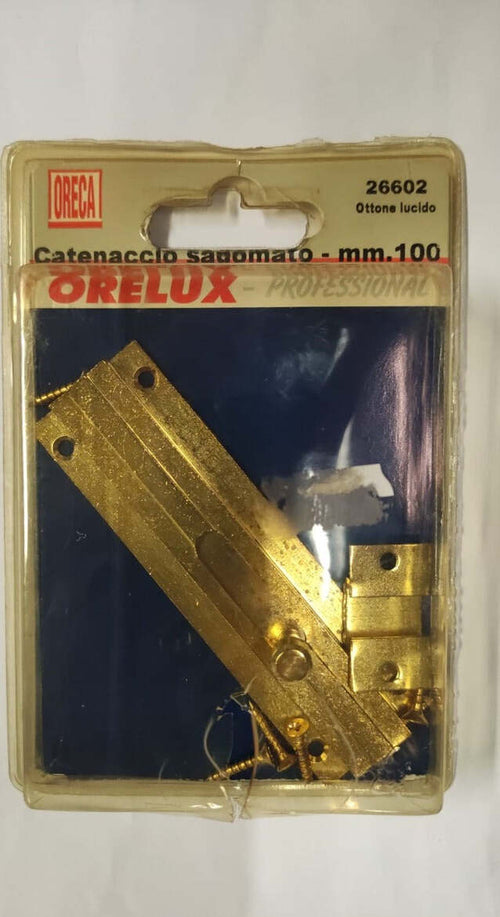 ORECA
26602
Ottone lucido
Catenaccio sagomato - mm.100
ORELUX - PROFESSIONAL